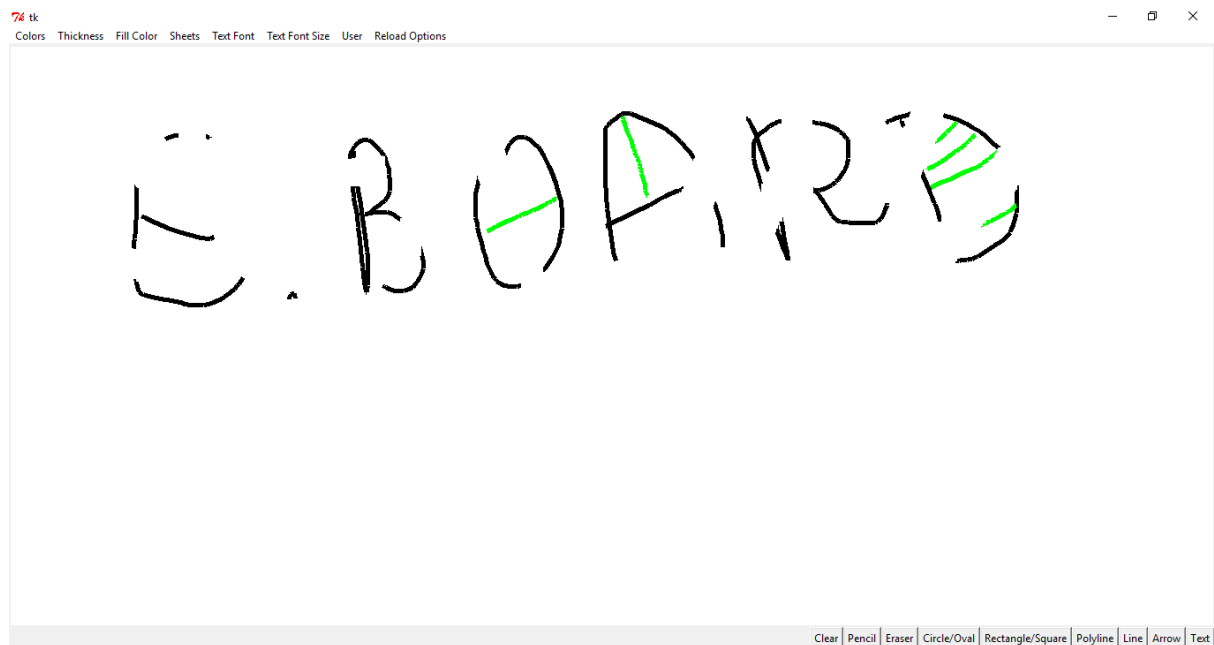 tk
Colors Thickness Fill Color Sheets Text Font Text Font Size User Reload Options
E.BOARD
Clear Pencil Eraser Circle/Oval Rectangle/Square Polyline Line Arrow Text